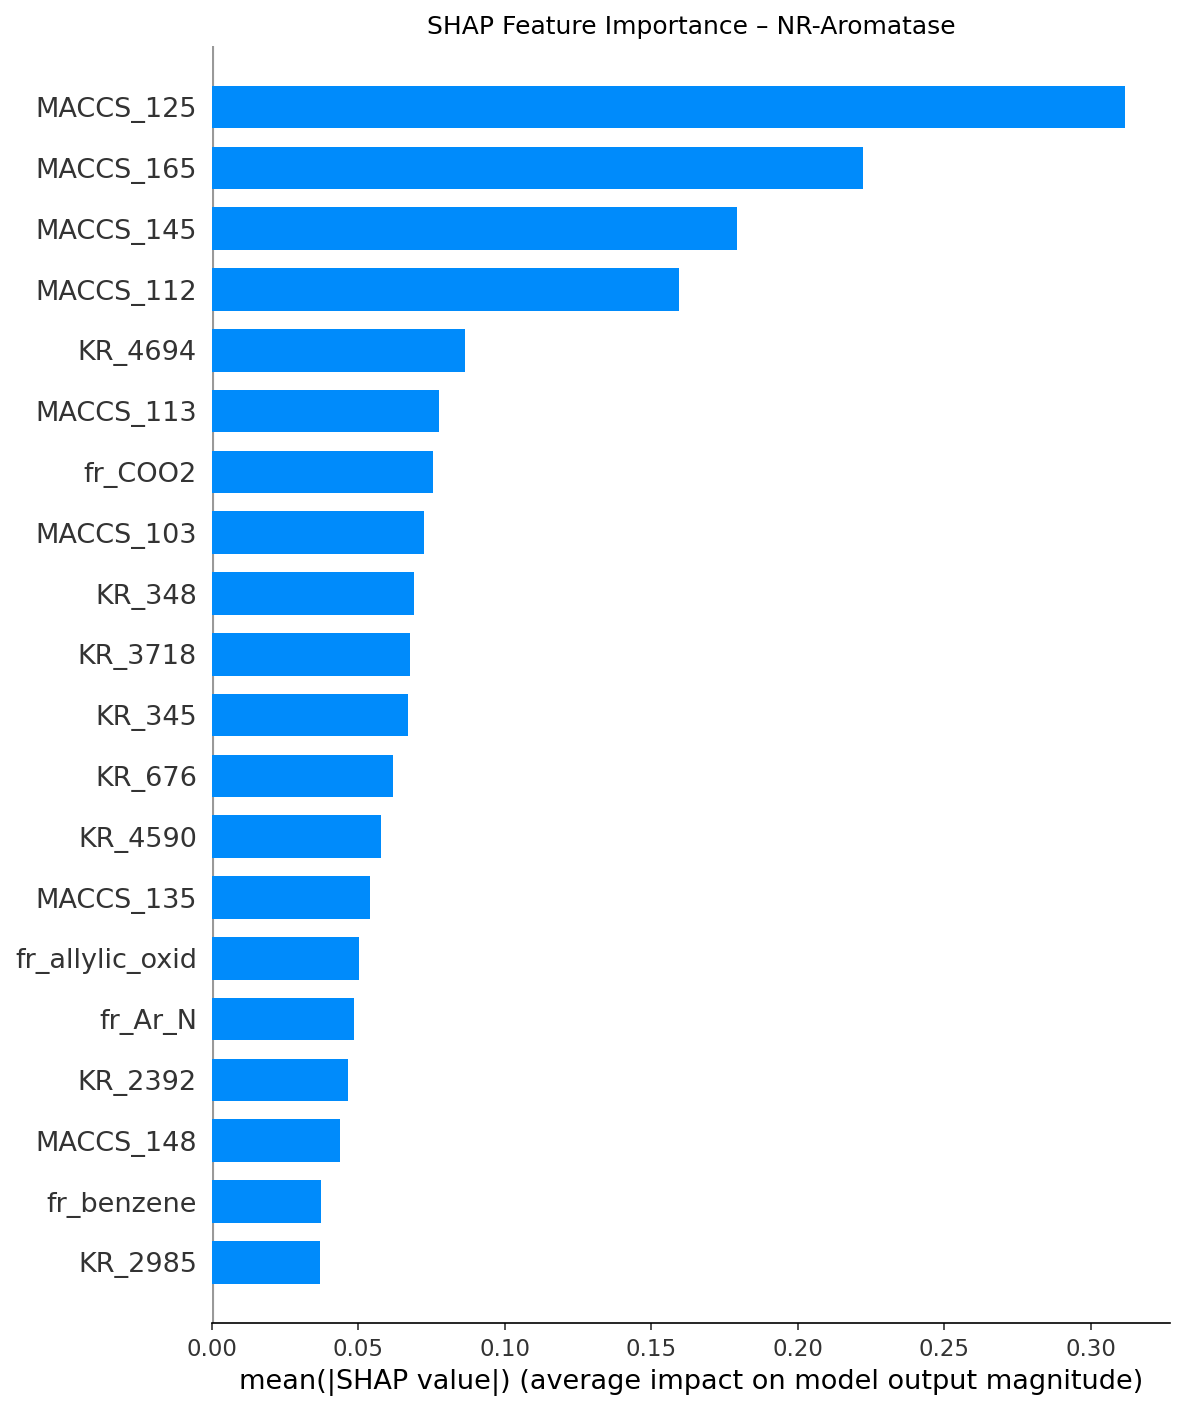 SHAP Feature Importance – NR-Aromatase
MACCS_125
MACCS_165
MACCS_145
MACCS_112
KR_4694
MACCS_113
fr_COO2
MACCS_103
KR_348
KR_3718
KR_345
KR_676
KR_4590
MACCS_135
fr_allylic_oxid
fr_Ar_N
KR_2392
MACCS_148
fr_benzene
KR_2985
0.00 0.05 0.10 0.15 0.20 0.25 0.30
mean(|SHAP value|) (average impact on model output magnitude)